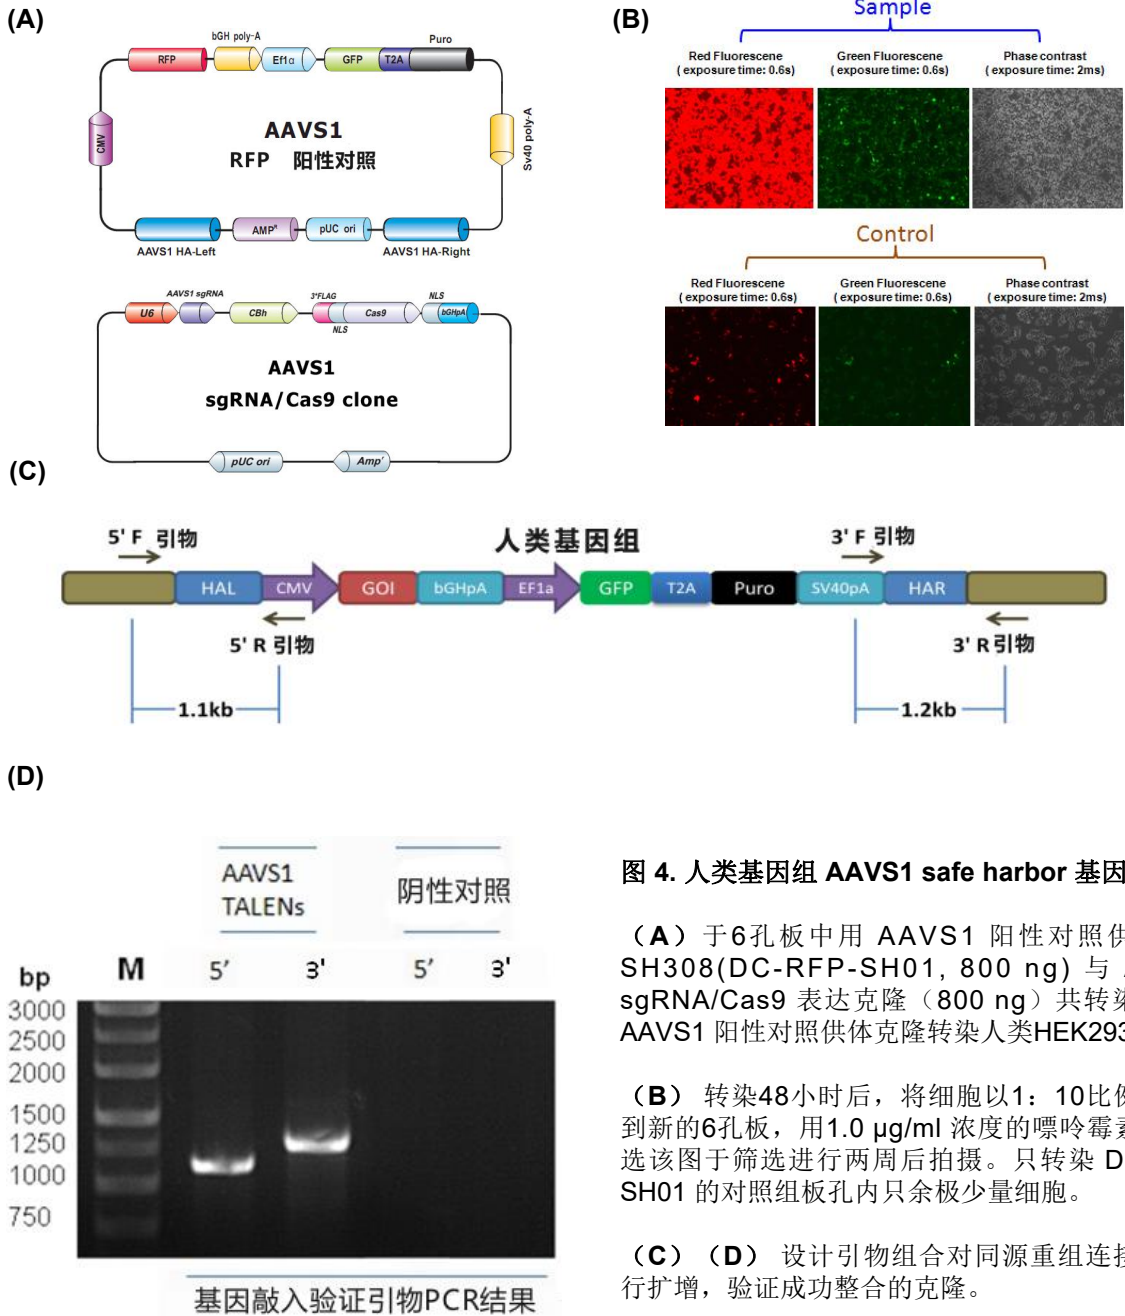 (A)
bGH poly-A
Puro
RFP
Ef1α
GFP
T2A
CMV
AAVS1
RFP 阳性对照
Sv40 poly-A
AMPᴿ
pUC ori
AAVS1 HA-Left
AAVS1 HA-Right
AAVS1 sgRNA
3*FLAG
NLS
U6
CBh
Cas9
bGHpA
NLS
AAVS1
sgRNA/Cas9 clone
pUC ori
Ampʳ
(B)
Sample
Red Fluorescene
( exposure time: 0.6s)
Green Fluorescene
( exposure time: 0.6s)
Phase contrast
( exposure time: 2ms)
Control
Red Fluorescene
( exposure time: 0.6s)
Green Fluorescene
( exposure time: 0.6s)
Phase contrast
( exposure time: 2ms)
(C)
5' F 引物
人类基因组
3' F 引物
HAL
CMV
GOI
bGHpA
EF1a
GFP
T2A
Puro
SV40pA
HAR
5' R 引物
3' R 引物
1.1kb
1.2kb
(D)
AAVS1
TALENs
阴性对照
bp
M
5′
3'
5′
3'
3000
2500
2000
1500
1250
1000
750
基因敲入验证引物PCR结果
图 4. 人类基因组 AAVS1 safe harbor 基因
（A）于6孔板中用 AAVS1 阳性对照供
SH308(DC-RFP-SH01, 800 ng) 与
sgRNA/Cas9 表达克隆（800 ng）共转染
AAVS1 阳性对照供体克隆转染人类HEK293
（B） 转染48小时后，将细胞以1：10比例
到新的6孔板，用1.0 μg/ml 浓度的嘌呤霉素
选该图于筛选进行两周后拍摄。只转染 D
SH01 的对照组板孔内只余极少量细胞。
（C）（D） 设计引物组合对同源重组连接
行扩增，验证成功整合的克隆。